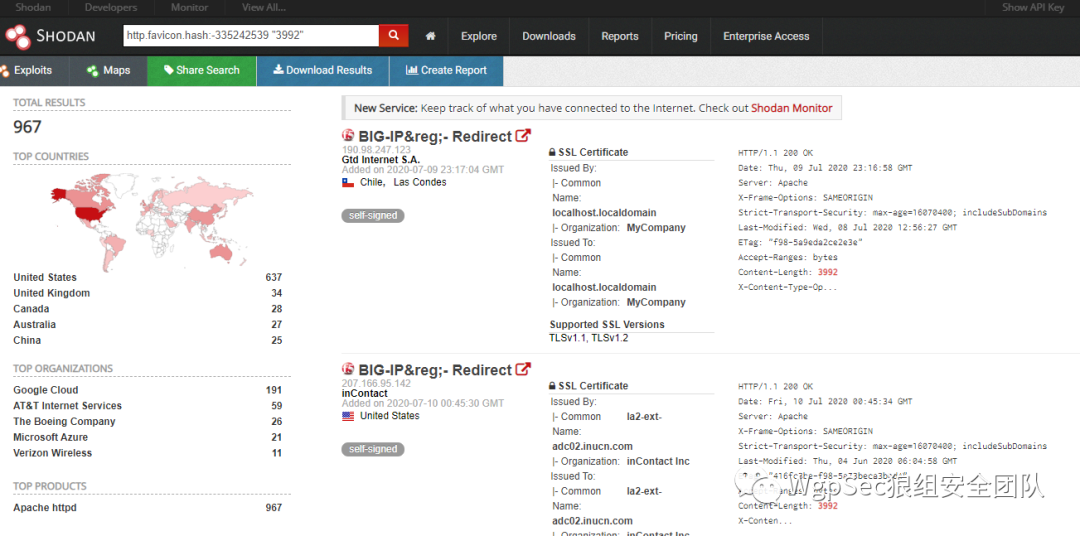 Shodan Developers Monitor View All... Show API Key
SHODAN http.favicon.hash:-335242539 "3992" Explore Downloads Reports Pricing Enterprise Access
Exploits Maps Share Search Download Results Create Report
TOTAL RESULTS
967
TOP COUNTRIES
United States 637
United Kingdom 34
Canada 28
Australia 27
China 25
TOP ORGANIZATIONS
Google Cloud 191
AT&T Internet Services 59
The Boeing Company 26
Microsoft Azure 21
Verizon Wireless 11
TOP PRODUCTS
Apache httpd 967
New Service: Keep track of what you have connected to the Internet. Check out Shodan Monitor
BIG-IP&reg;- Redirect
190.98.247.123
Gtd Internet S.A.
Added on 2020-07-09 23:17:04 GMT
Chile, Las Condes
self-signed
SSL Certificate
Issued By:
|- Common
Name:
localhost.localdomain
|- Organization: MyCompany
Issued To:
|- Common
Name:
localhost.localdomain
|- Organization: MyCompany
Supported SSL Versions
TLSv1.1, TLSv1.2
HTTP/1.1 200 OK
Date: Thu, 09 Jul 2020 23:16:58 GMT
Server: Apache
X-Frame-Options: SAMEORIGIN
Strict-Transport-Security: max-age=16070400; includeSubDomains
Last-Modified: Wed, 08 Jul 2020 12:56:27 GMT
ETag: "f98-5a9eda2ce2e3e"
Accept-Ranges: bytes
Content-Length: 3992
X-Content-Type-Op...
BIG-IP&reg;- Redirect
207.166.95.142
inContact
Added on 2020-07-10 00:45:30 GMT
United States
self-signed
SSL Certificate
Issued By:
|- Common la2-ext-
Name:
adc02.inucn.com
|- Organization: inContact Inc
Issued To:
|- Common la2-ext-
Name:
adc02.inucn.com
|- Organization: inContact Inc
HTTP/1.1 200 OK
Date: Fri, 10 Jul 2020 00:45:34 GMT
Server: Apache
X-Frame-Options: SAMEORIGIN
Strict-Transport-Security: max-age=16070400; includeSubDomains
Last-Modified: Thu, 04 Jun 2020 06:04:58 GMT
Content-Length: 3992
X-Conten...
WgpSec狼组安全团队